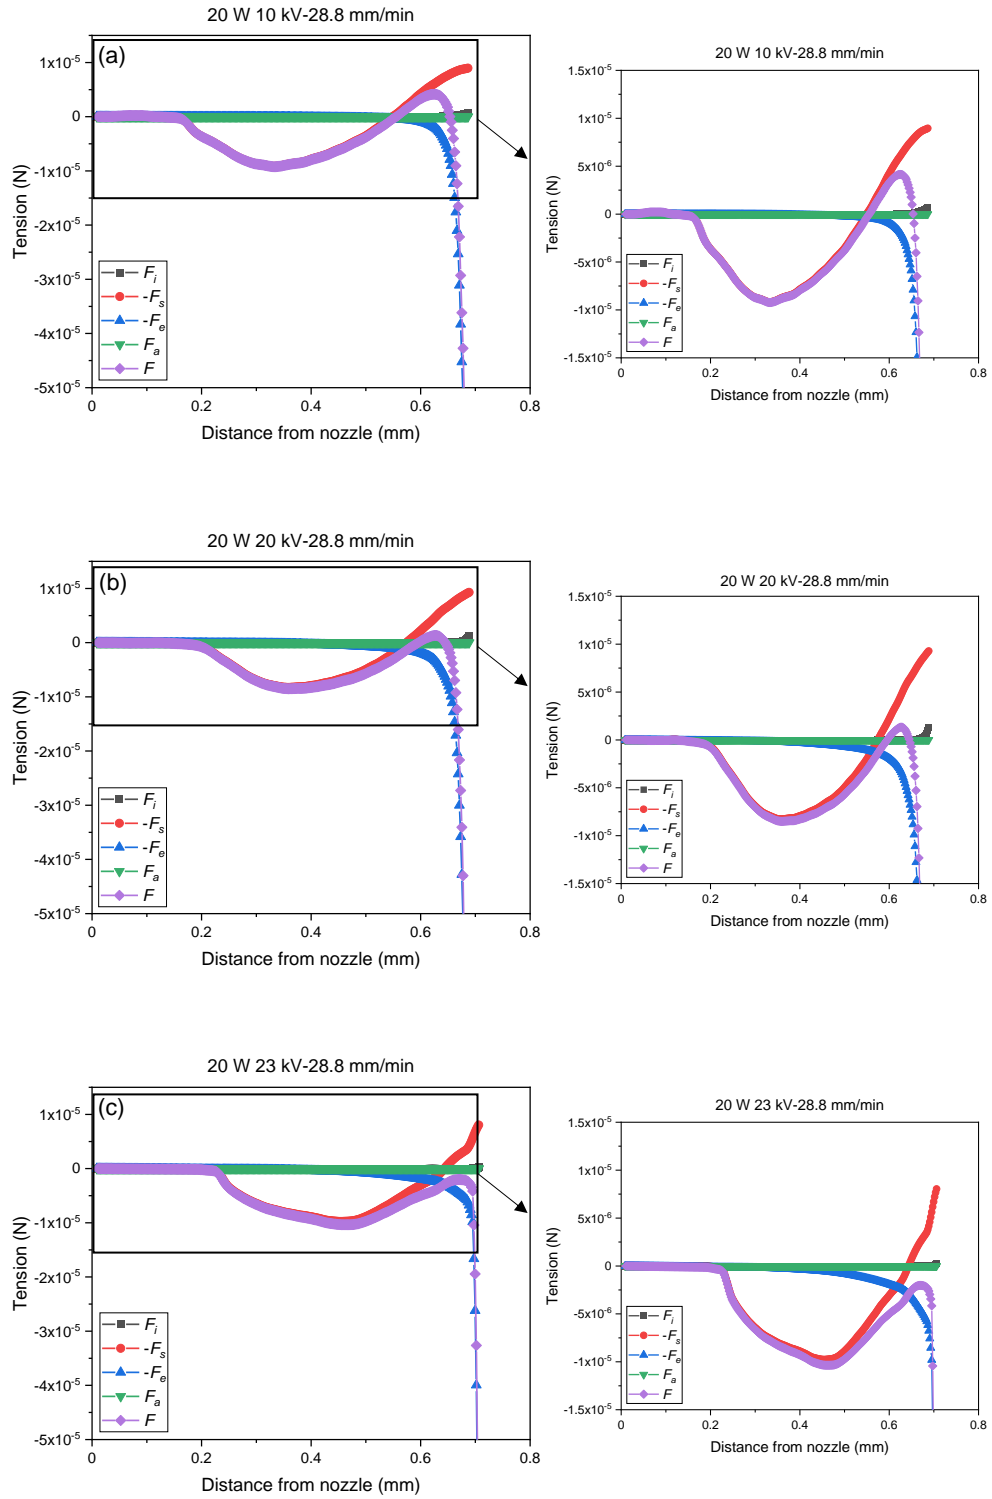 20 W 10 kV-28.8 mm/min
(a)
1x10⁻⁵
0
-1x10⁻⁵
-2x10⁻⁵
-3x10⁻⁵
-4x10⁻⁵
-5x10⁻⁵
Tension (N)
Fᵢ
-Fₛ
-Fₑ
Fₐ
F
0 0.2 0.4 0.6 0.8
Distance from nozzle (mm)
20 W 10 kV-28.8 mm/min
1.5x10⁻⁵
1x10⁻⁵
5x10⁻⁶
0
-5x10⁻⁶
-1x10⁻⁵
-1.5x10⁻⁵
Tension (N)
Fᵢ
-Fₛ
-Fₑ
Fₐ
F
0 0.2 0.4 0.6 0.8
Distance from nozzle (mm)
20 W 20 kV-28.8 mm/min
(b)
1x10⁻⁵
0
-1x10⁻⁵
-2x10⁻⁵
-3x10⁻⁵
-4x10⁻⁵
-5x10⁻⁵
Tension (N)
Fᵢ
-Fₛ
-Fₑ
Fₐ
F
0 0.2 0.4 0.6 0.8
Distance from nozzle (mm)
20 W 20 kV-28.8 mm/min
1.5x10⁻⁵
1x10⁻⁵
5x10⁻⁶
0
-5x10⁻⁶
-1x10⁻⁵
-1.5x10⁻⁵
Tension (N)
Fᵢ
-Fₛ
-Fₑ
Fₐ
F
0 0.2 0.4 0.6 0.8
Distance from nozzle (mm)
20 W 23 kV-28.8 mm/min
(c)
1x10⁻⁵
0
-1x10⁻⁵
-2x10⁻⁵
-3x10⁻⁵
-4x10⁻⁵
-5x10⁻⁵
Tension (N)
Fᵢ
-Fₛ
-Fₑ
Fₐ
F
0 0.2 0.4 0.6 0.8
Distance from nozzle (mm)
20 W 23 kV-28.8 mm/min
1.5x10⁻⁵
1x10⁻⁵
5x10⁻⁶
0
-5x10⁻⁶
-1x10⁻⁵
-1.5x10⁻⁵
Tension (N)
Fᵢ
-Fₛ
-Fₑ
Fₐ
F
0 0.2 0.4 0.6 0.8
Distance from nozzle (mm)